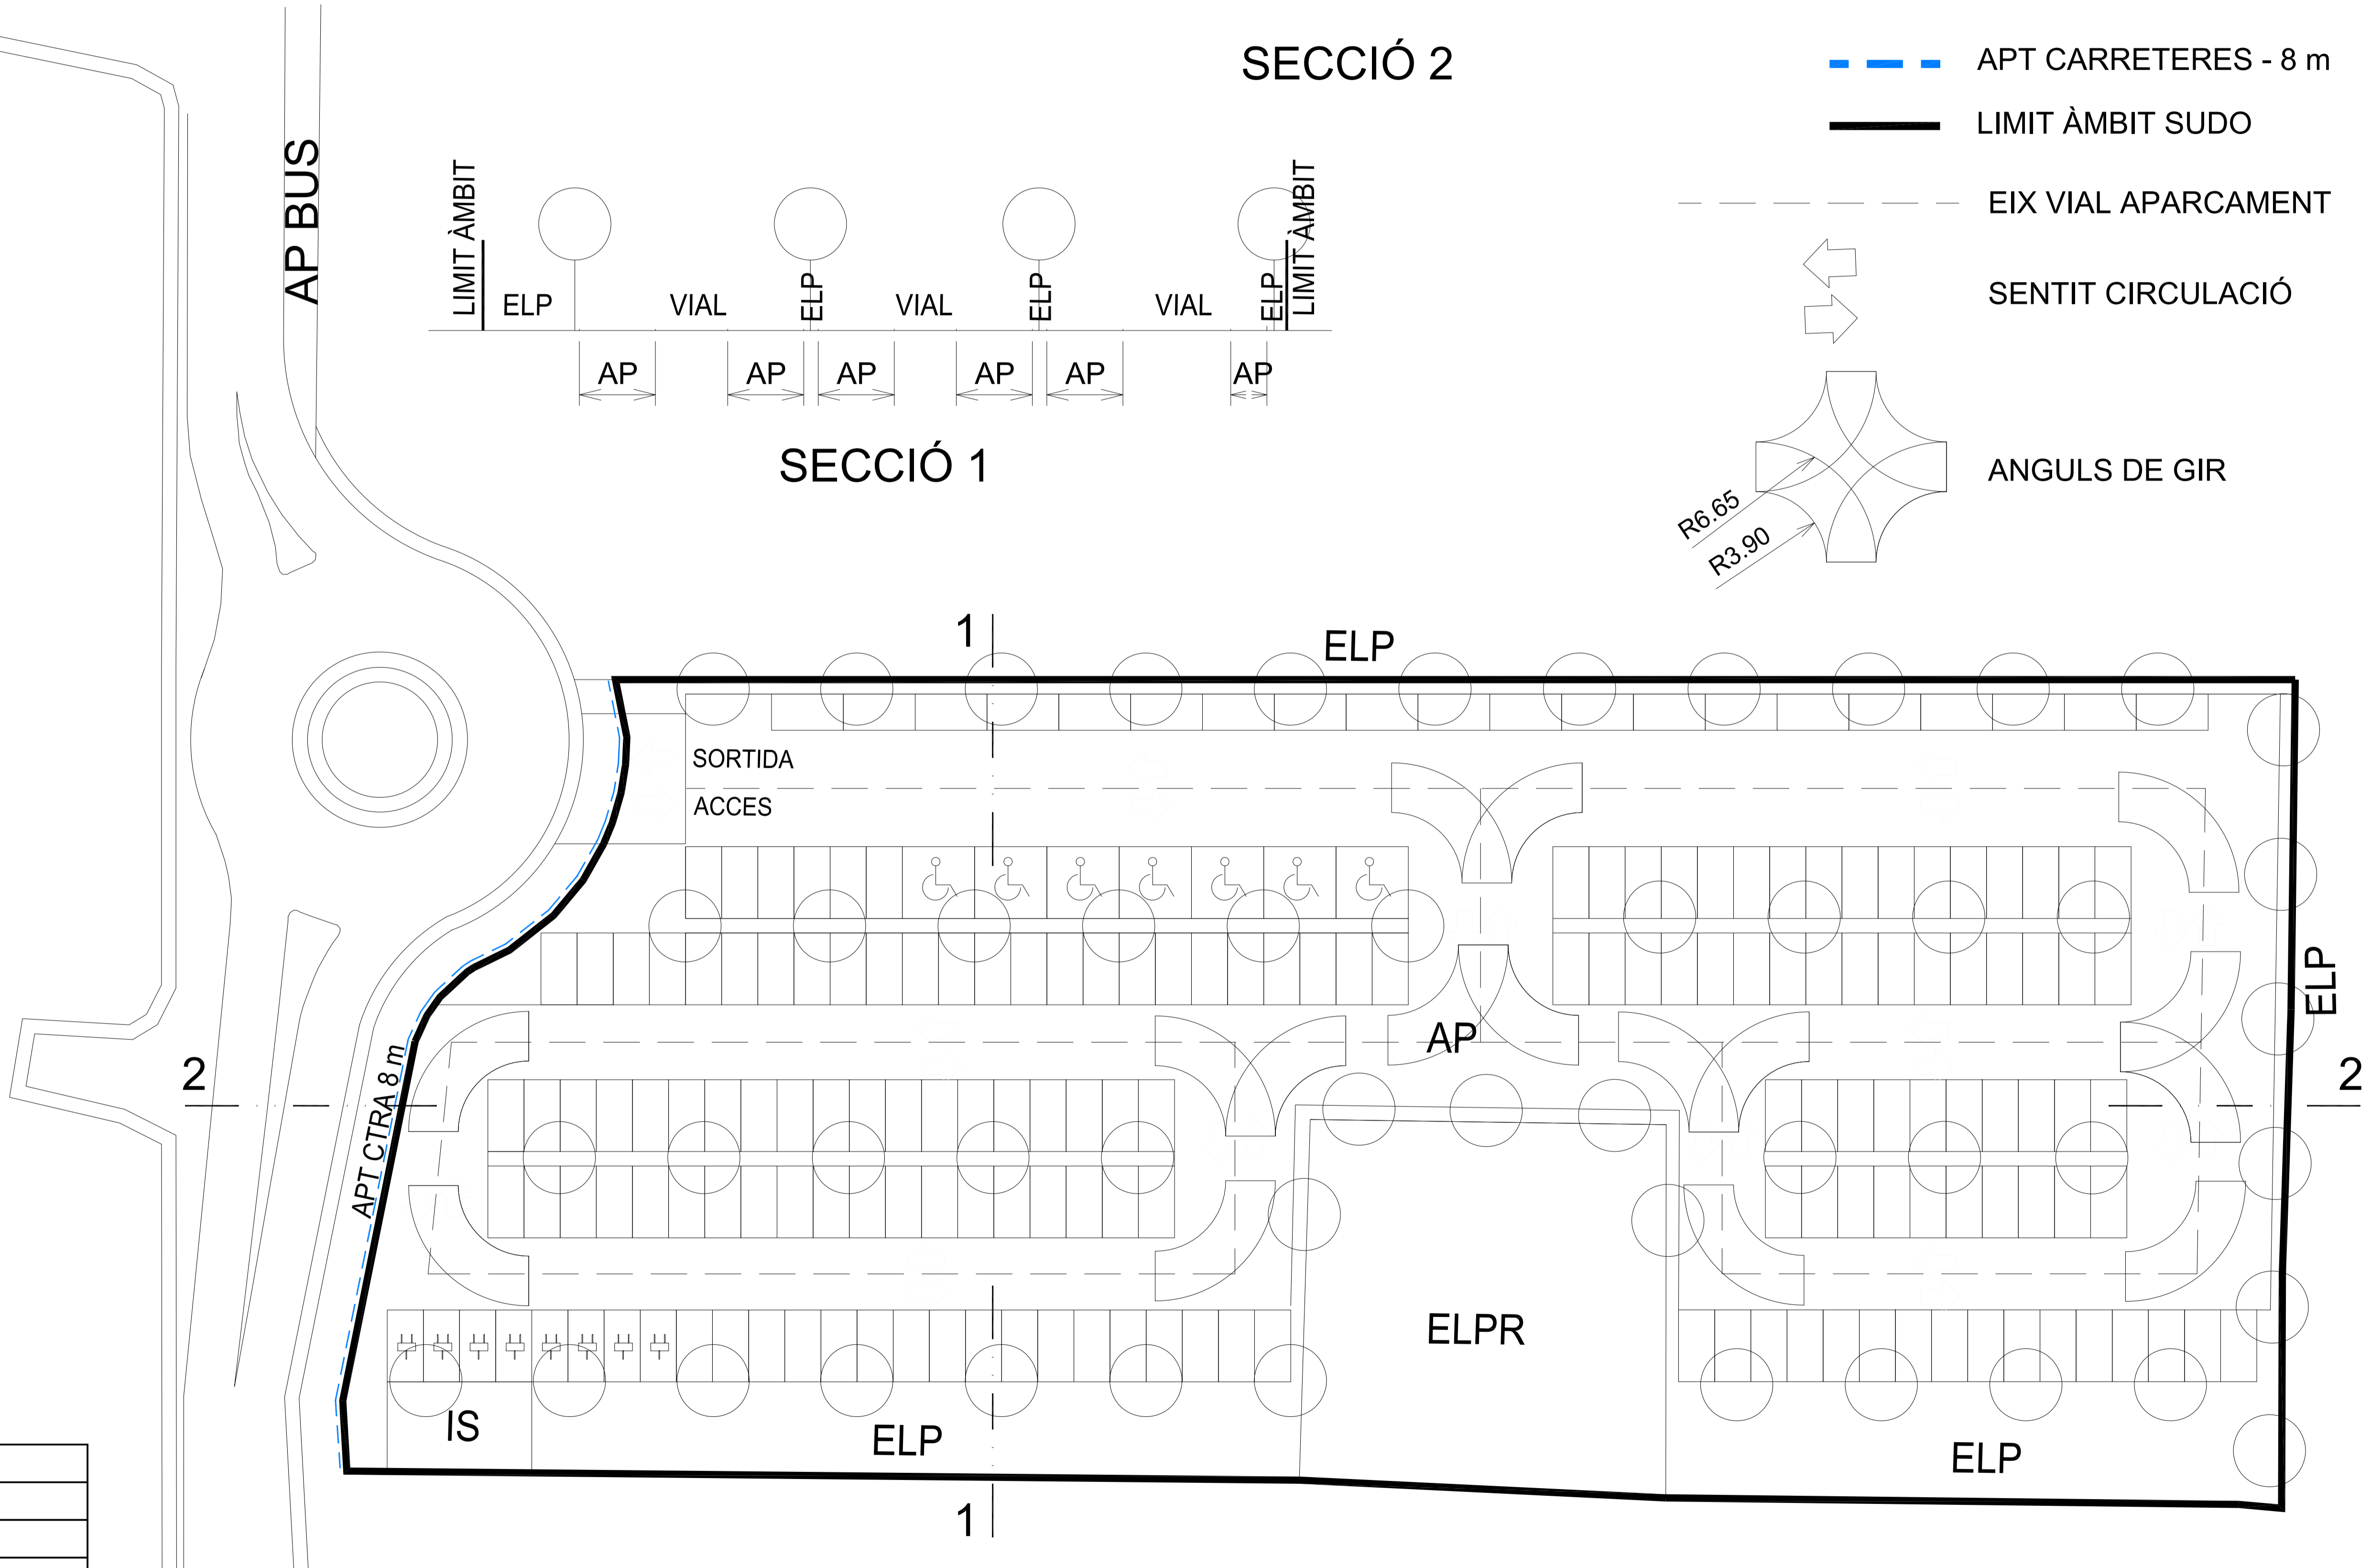 SECCIÓ 2
APT CARRETERES - 8 m
LIMIT ÀMBIT SUDO
EIX VIAL APARCAMENT
SENTIT CIRCULACIÓ
ANGULS DE GIR
R6.65
R3.90
AP BUS
LIMIT ÀMBIT
ELP
VIAL
ELP
VIAL
ELP
VIAL
ELP
LIMIT ÀMBIT
AP
AP
AP
AP
AP
AP
SECCIÓ 1
1
ELP
SORTIDA
ACCES
ELP
AP
2
2
APT CTRA 8 m
ELPR
IS
ELP
ELP
1